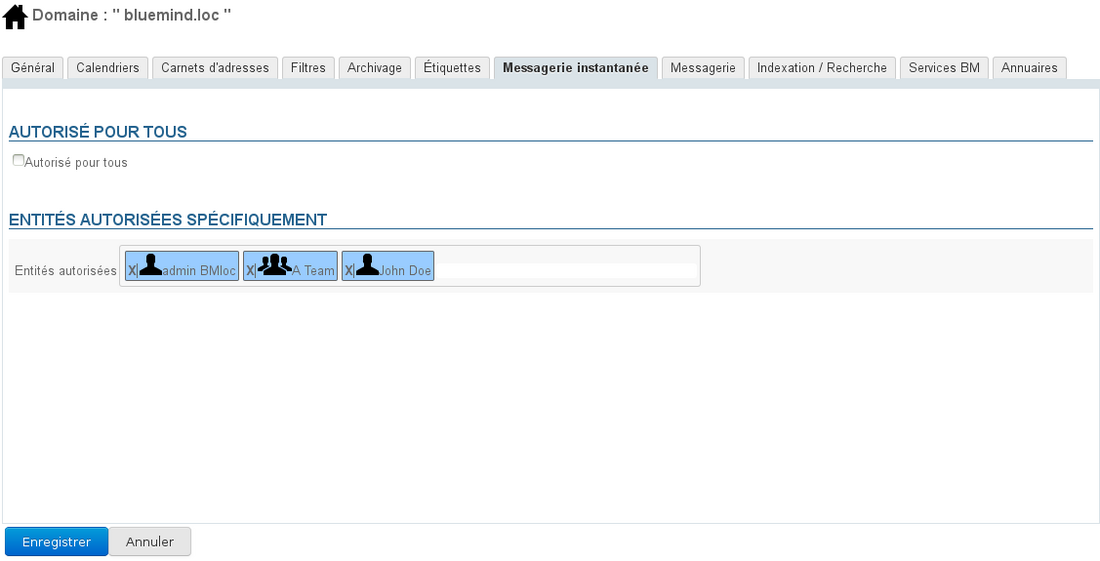 Domaine : " bluemind.loc "
Général Calendriers Carnets d'adresses Filtres Archivage Étiquettes Messagerie instantanée Messagerie Indexation / Recherche Services BM Annuaires
AUTORISÉ POUR TOUS
Autorisé pour tous
ENTITÉS AUTORISÉES SPÉCIFIQUEMENT
Entités autorisées X| admin BMloc X| A Team X| John Doe
Enregistrer Annuler